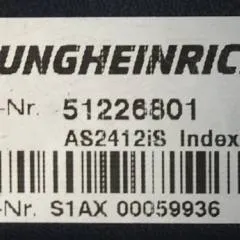 UNGHEINRIC
-Nr. 51226801
AS2412iS Index
-Nr. S1AX 00059936